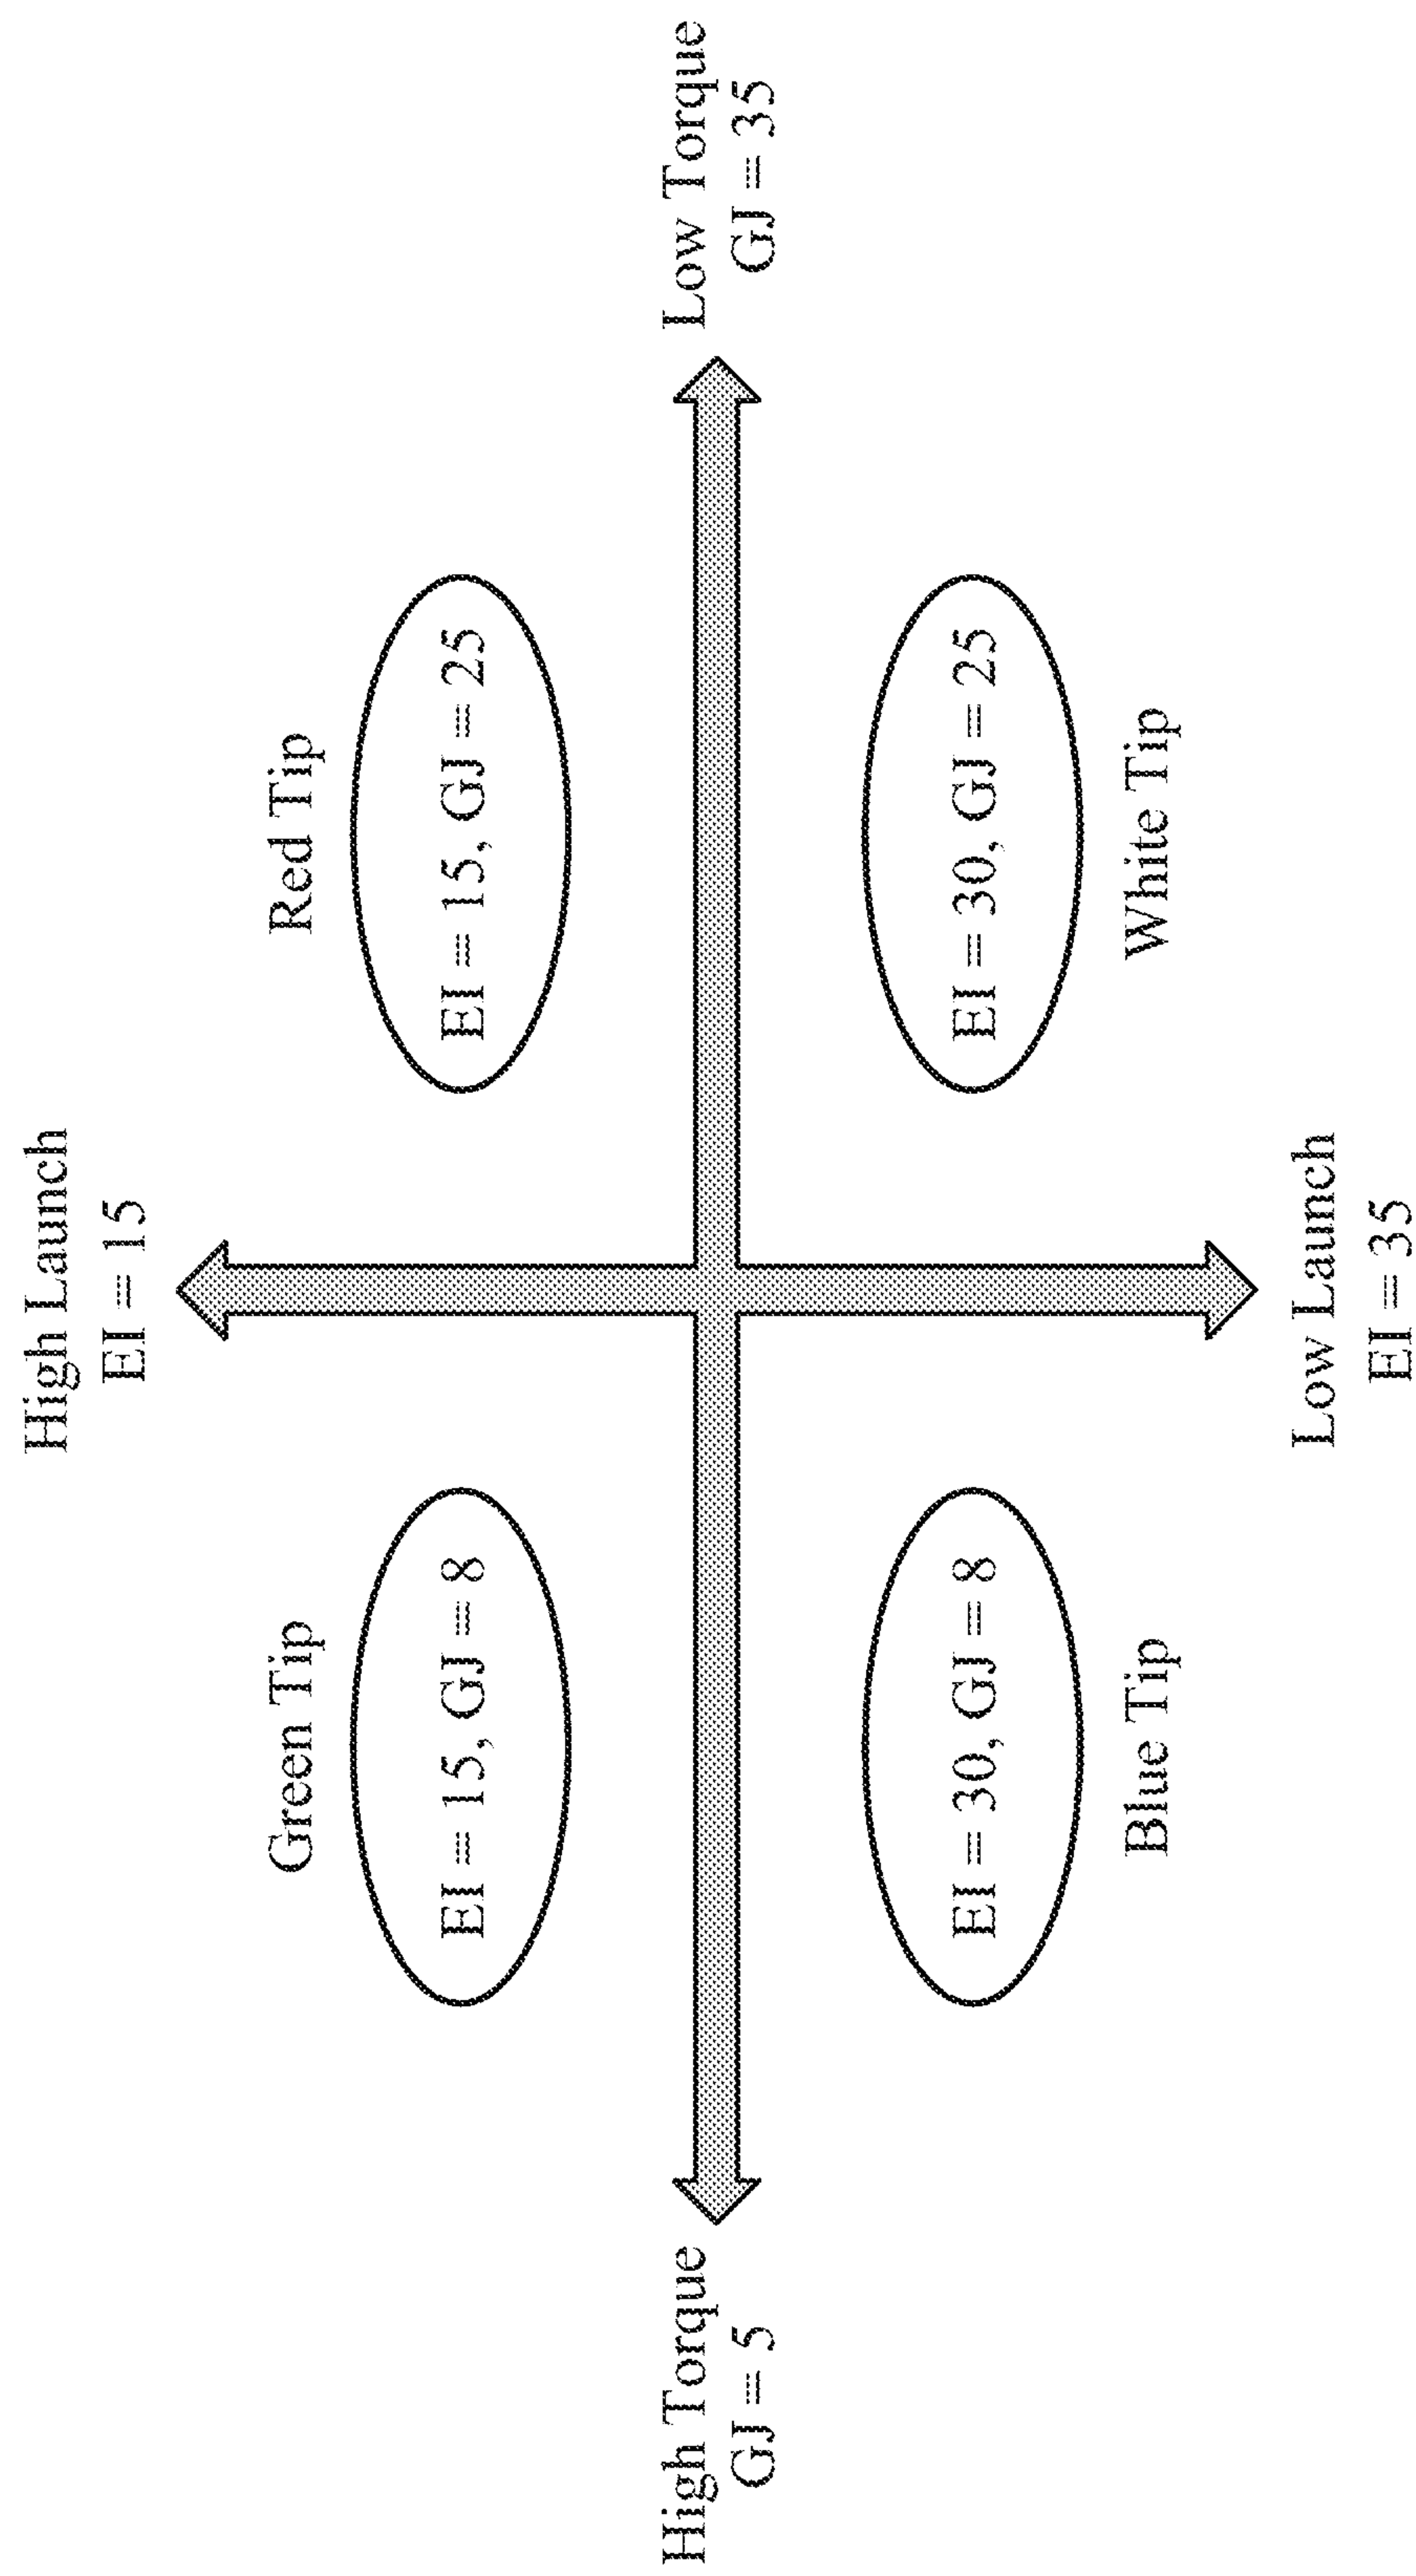 High Launch
EI = 15
Green Tip
Red Tip
EI = 15, GJ = 8
EI = 15, GJ = 25
High Torque
GJ = 5
Low Torque
GJ = 35
EI = 30, GJ = 8
EI = 30, GJ = 25
Blue Tip
White Tip
Low Launch
EI = 35